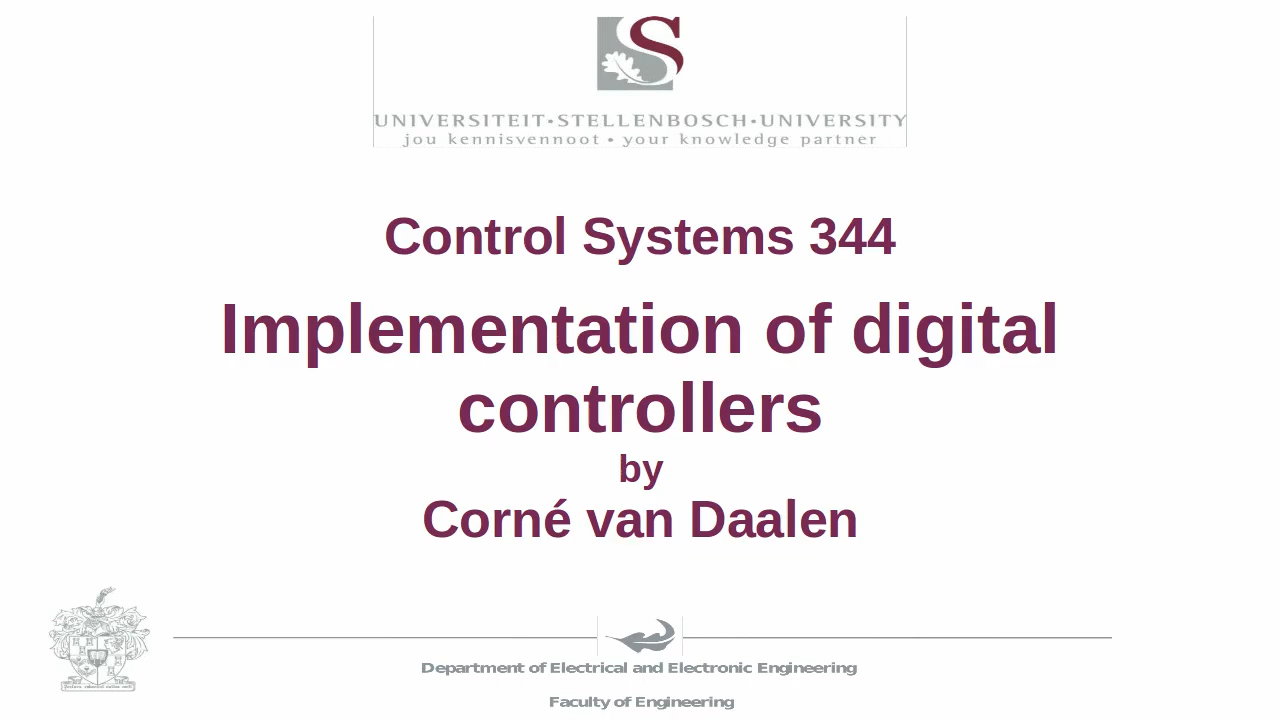 S
UNIVERSITEIT•STELLENBOSCH•UNIVERSITY
jou kennisvennoot • your knowledge partner
Control Systems 344
Implementation of digital
controllers
by
Corné van Daalen
Department of Electrical and Electronic Engineering
Faculty of Engineering